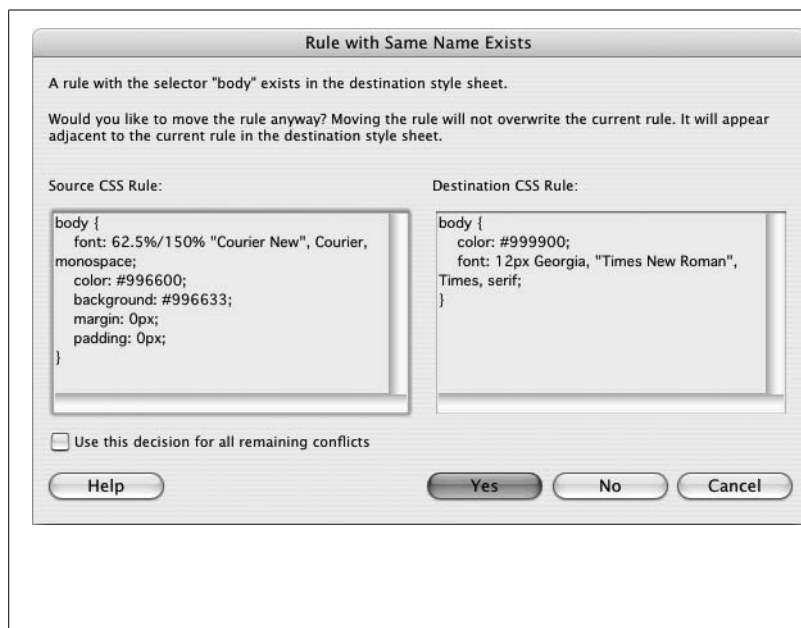 Rule with Same Name Exists
A rule with the selector "body" exists in the destination style sheet.
Would you like to move the rule anyway? Moving the rule will not overwrite the current rule. It will appear
adjacent to the current rule in the destination style sheet.
Source CSS Rule:
body {
font: 62.5%/150% "Courier New", Courier,
monospace;
color: #996600;
background: #996633;
margin: 0px;
padding: 0px;
}
Destination CSS Rule:
body {
color: #999900;
font: 12px Georgia, "Times New Roman",
Times, serif;
}
Use this decision for all remaining conflicts
Help
Yes
No
Cancel